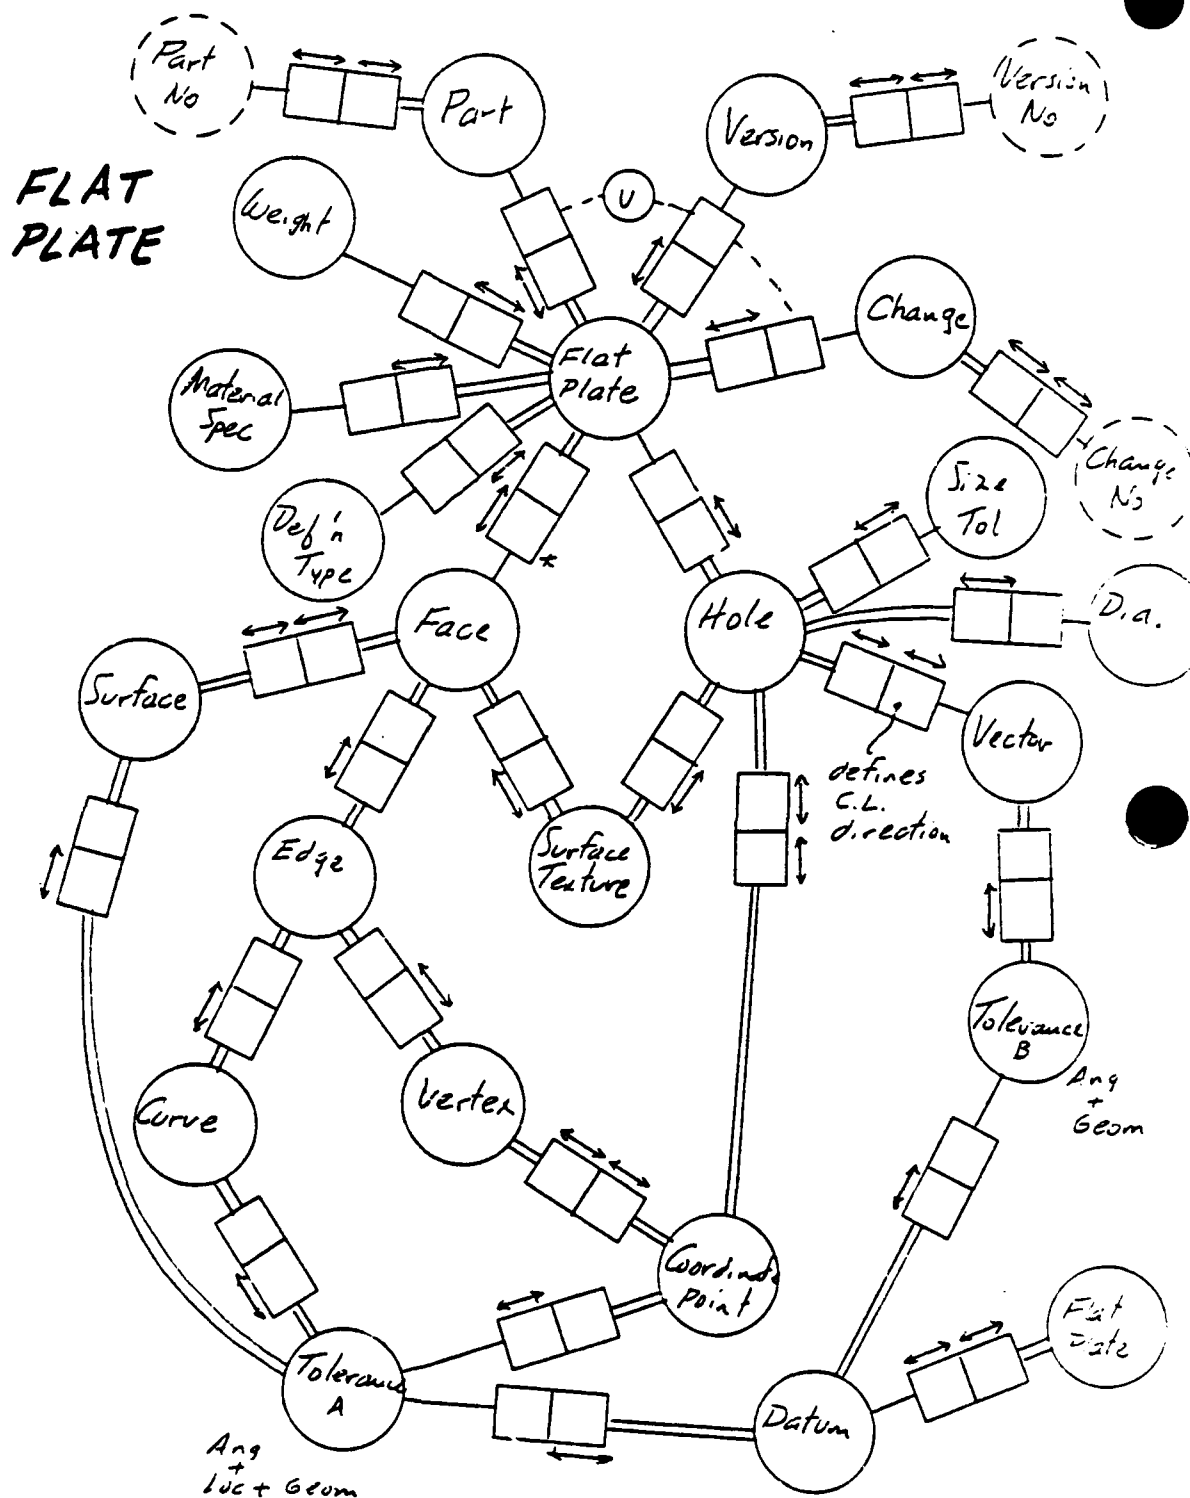 Part
No
Part
Version
Version
No
FLAT
PLATE
Weight
U
Change
Flat
Plate
Material
Spec
Change
No
Size
Tol
Def'n
Type
*
Face
Hole
Dia.
Surface
Vector
defines
C.L.
direction
Edge
Surface
Texture
Tolerance
B
Ang
+
Geom
Curve
Vertex
Coordinate
Point
Flat
Tolerance
A
Datum
Ang
+
Loc + Geom